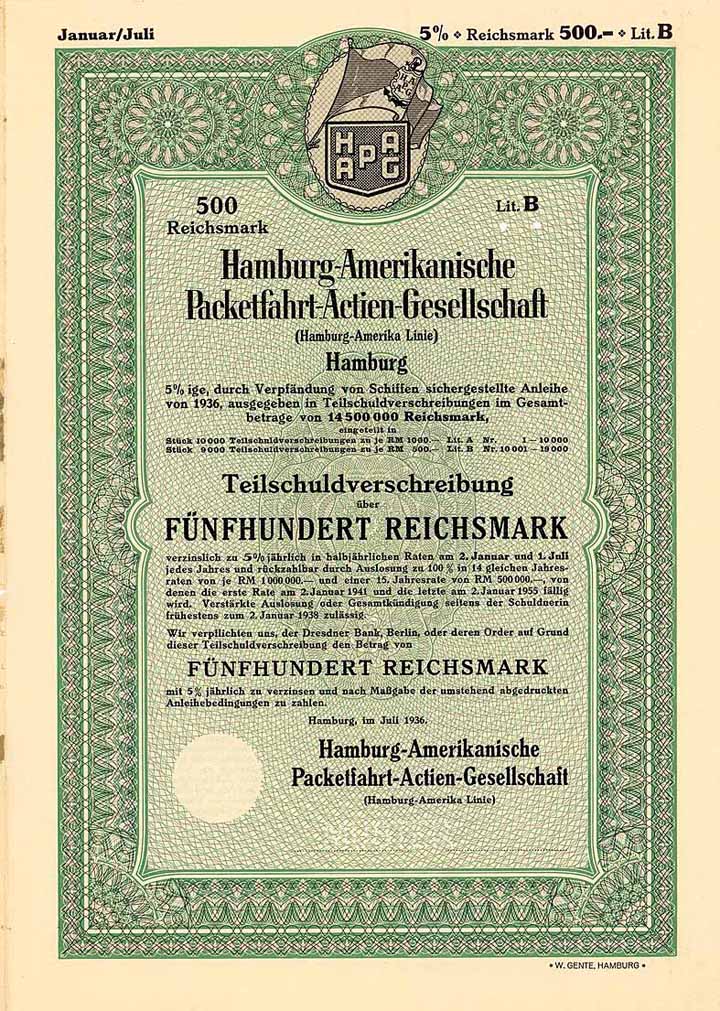 Januar/Juli
5% ❖ Reichsmark 500.– ❖ Lit. B
H A
A G
H A
P
A G
500
Reichsmark
Lit. B
Hamburg-Amerikanische
Packetfahrt-Actien-Gesellschaft
(Hamburg-Amerika Linie)
Hamburg
5% ige, durch Verpfändung von Schiffen sichergestellte Anleihe
von 1936, ausgegeben in Teilschuldverschreibungen im Gesamt-
betrage von 14 500 000 Reichsmark,
eingeteilt in
Stück 10 000 Teilschuldverschreibungen zu je RM 1000.— Lit. A Nr. 1 – 10 000
Stück 9 000 Teilschuldverschreibungen zu je RM 500.— Lit. B Nr. 10 001 – 19 000
Teilschuldverschreibung
über
FÜNFHUNDERT REICHSMARK
verzinslich zu 5% jährlich in halbjährlichen Raten am 2. Januar und 1. Juli
jedes Jahres und rückzahlbar durch Auslosung zu 100 % in 14 gleichen Jahres-
raten von je RM 1 000 000.— und einer 15. Jahresrate von RM 500 000.—, von
denen die erste Rate am 2. Januar 1941 und die letzte am 2. Januar 1955 fällig
wird. Verstärkte Auslosung oder Gesamtkündigung seitens der Schuldnerin
frühestens zum 2. Januar 1938 zulässig.
Wir verpflichten uns, der Dresdner Bank, Berlin, oder deren Order auf Grund
dieser Teilschuldverschreibung den Betrag von
FÜNFHUNDERT REICHSMARK
mit 5% jährlich zu verzinsen und nach Maßgabe der umstehend abgedruckten
Anleihebedingungen zu zahlen.
Hamburg, im Juli 1936.
Hamburg-Amerikanische
Packetfahrt-Actien-Gesellschaft
(Hamburg-Amerika Linie)
• W. GENTE, HAMBURG •